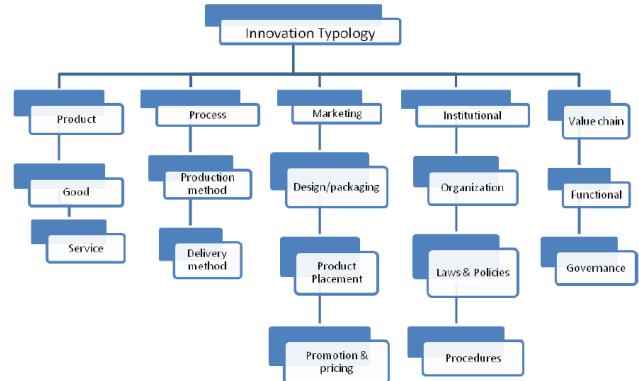 Innovation Typology
Product
Process
Marketing
Institutional
Value chain
Good
Production
method
Design/packaging
Organization
Functional
Service
Delivery
method
Product
Placement
Laws & Policies
Governance
Promotion &
pricing
Procedures